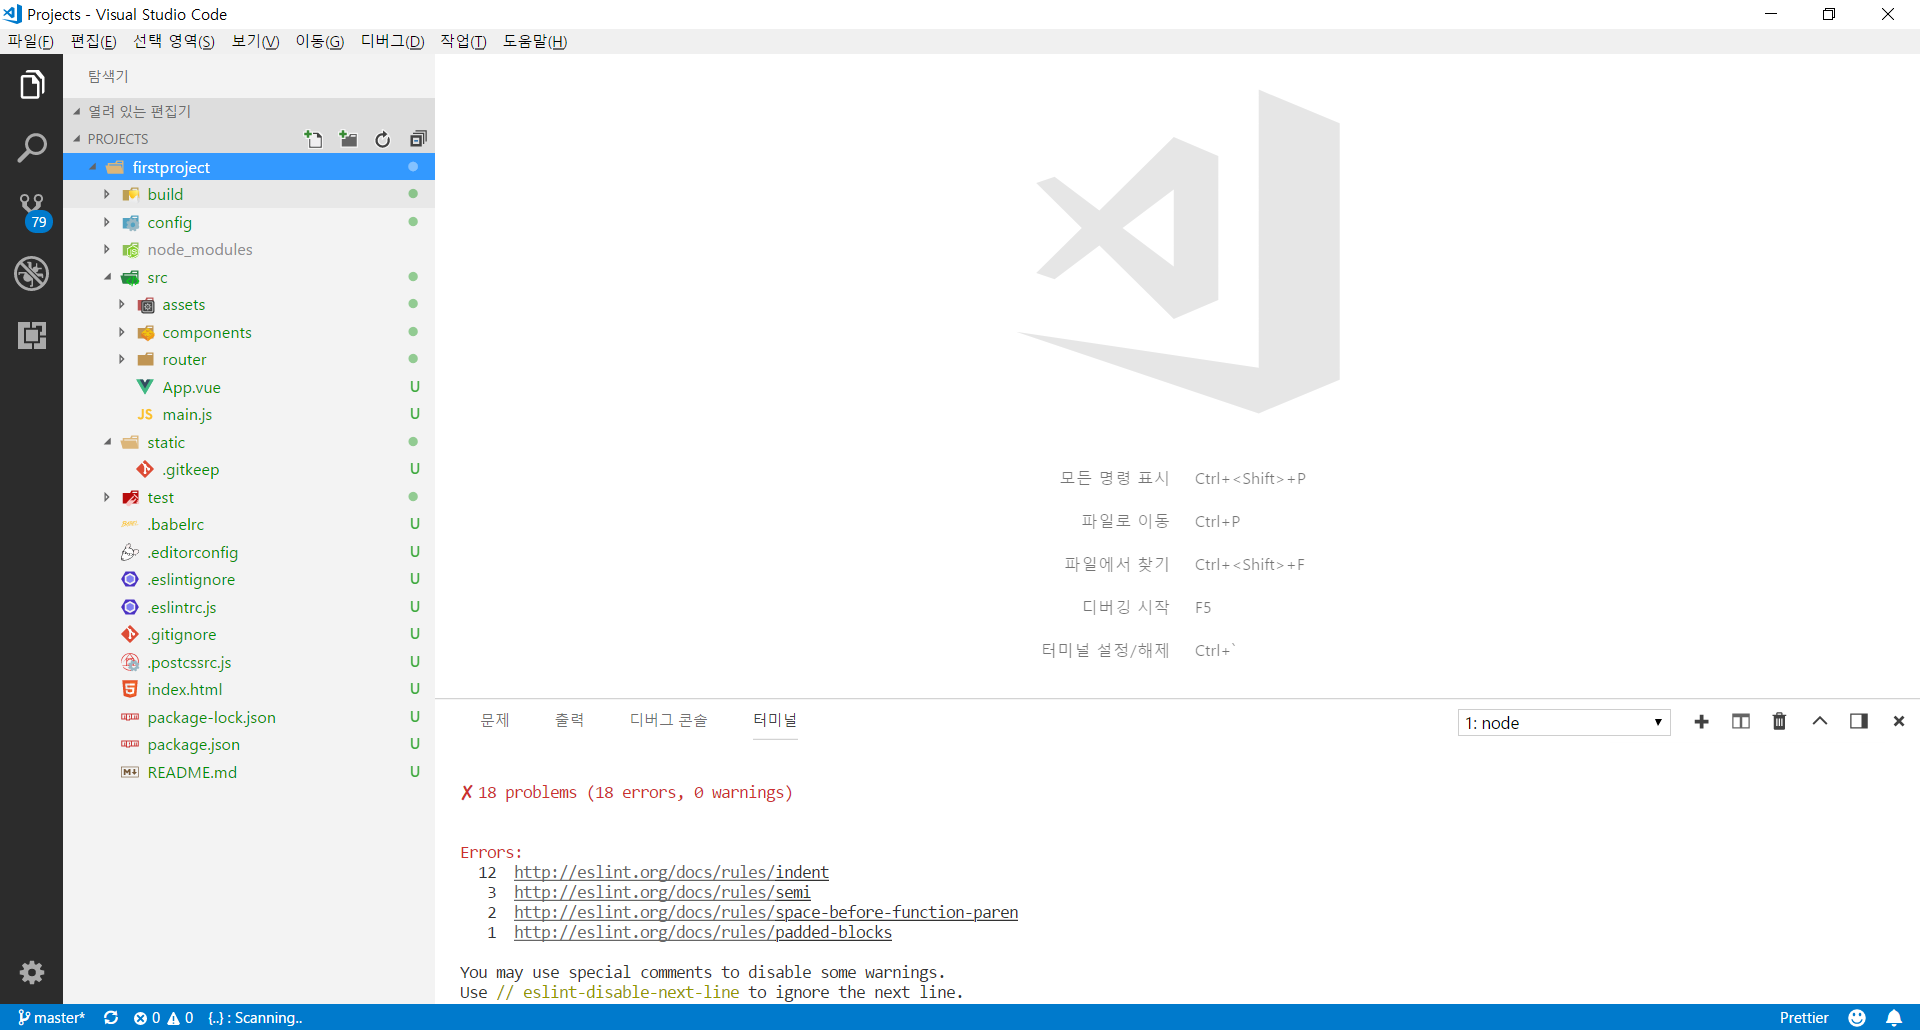 Projects - Visual Studio Code
파일(F) 편집(E) 선택 영역(S) 보기(V) 이동(G) 디버그(D) 작업(T) 도움말(H)
탐색기
열려 있는 편집기
PROJECTS
firstproject
build
config
node_modules
src
assets
components
router
App.vue U
JS main.js U
static
.gitkeep U
test
.babelrc U
.editorconfig U
.eslintignore U
.eslintrc.js U
.gitignore U
.postcssrc.js U
index.html U
package-lock.json U
package.json U
README.md U
79
모든 명령 표시 Ctrl+<Shift>+P
파일로 이동 Ctrl+P
파일에서 찾기 Ctrl+<Shift>+F
디버깅 시작 F5
터미널 설정/해제 Ctrl+`
문제 출력 디버그 콘솔 터미널 1: node
✗ 18 problems (18 errors, 0 warnings)
Errors:
12 http://eslint.org/docs/rules/indent
3 http://eslint.org/docs/rules/semi
2 http://eslint.org/docs/rules/space-before-function-paren
1 http://eslint.org/docs/rules/padded-blocks
You may use special comments to disable some warnings.
Use // eslint-disable-next-line to ignore the next line.
master* 0 0 {..} : Scanning.. Prettier